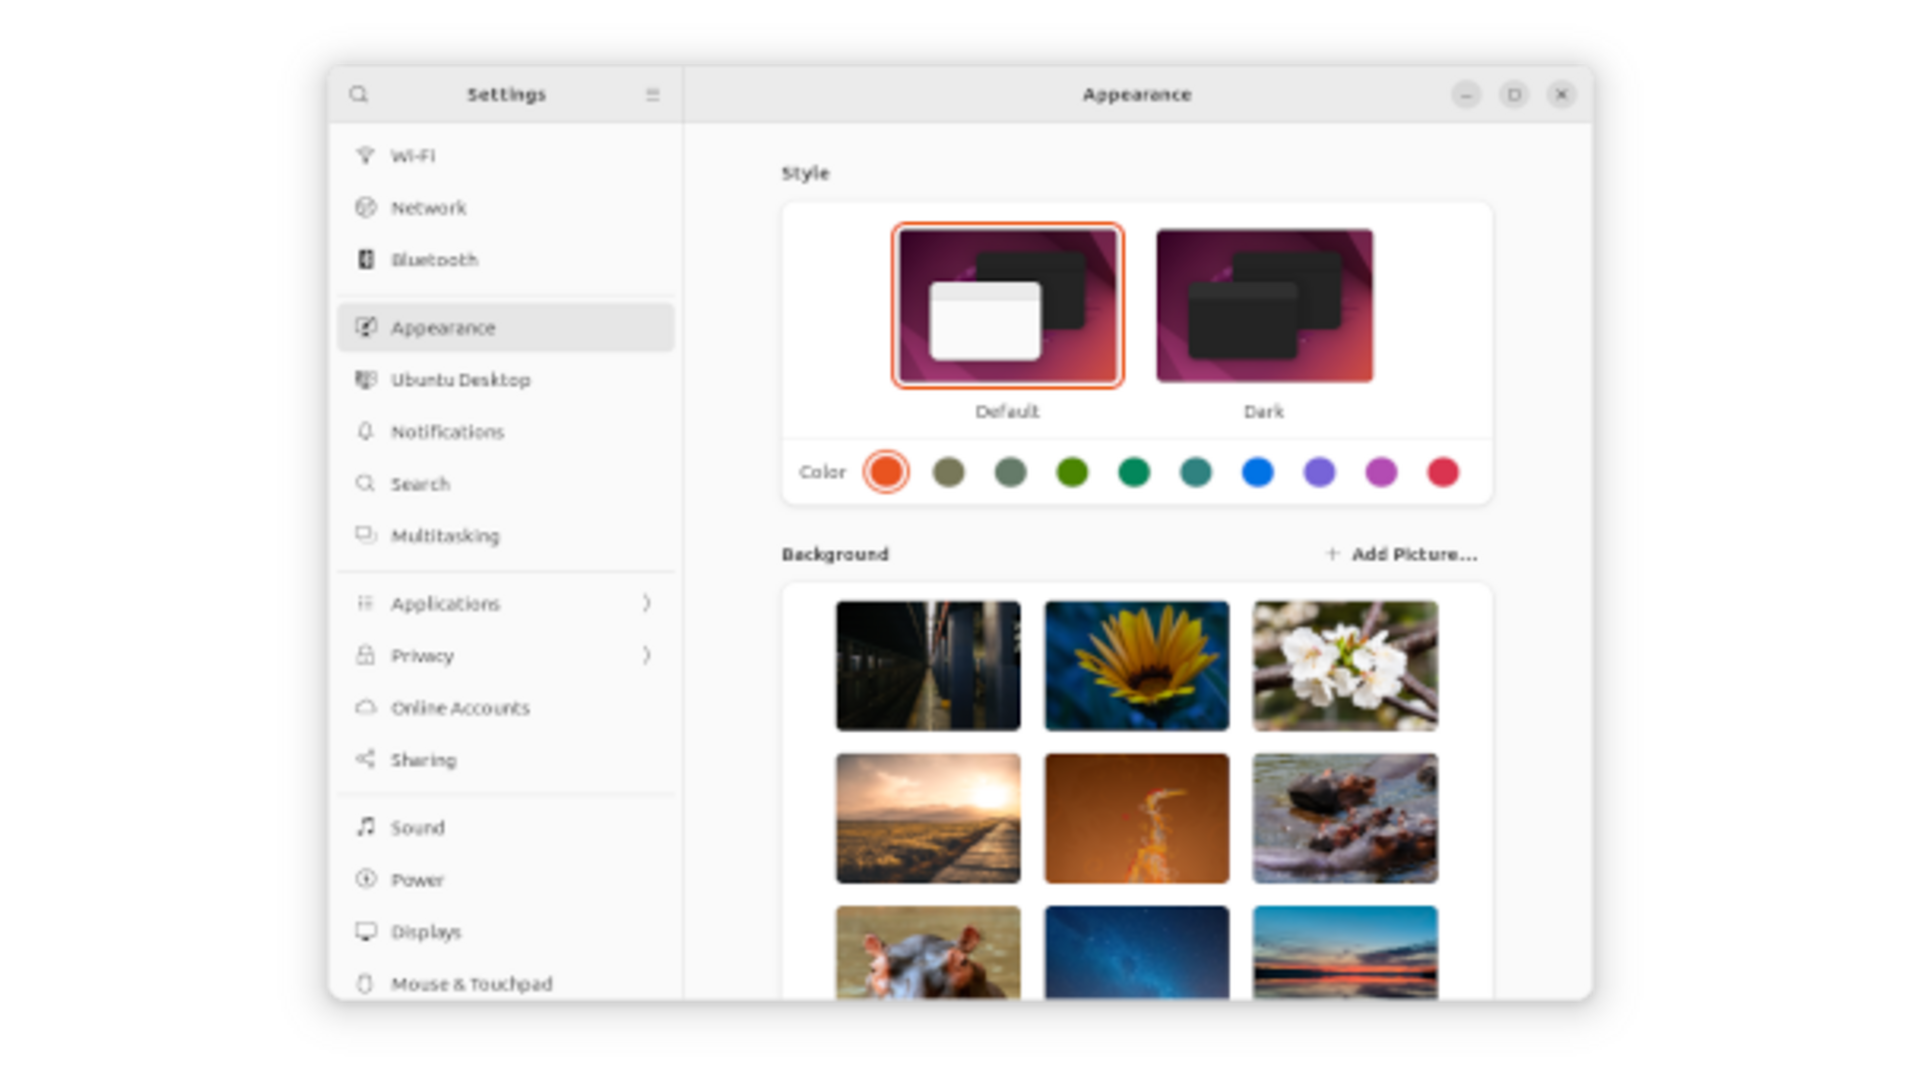 Settings
Appearance
Wi-Fi
Network
Bluetooth
Appearance
Ubuntu Desktop
Notifications
Search
Multitasking
Applications
Privacy
Online Accounts
Sharing
Sound
Power
Displays
Mouse & Touchpad
Style
Default
Dark
Color
Background
+ Add Picture...